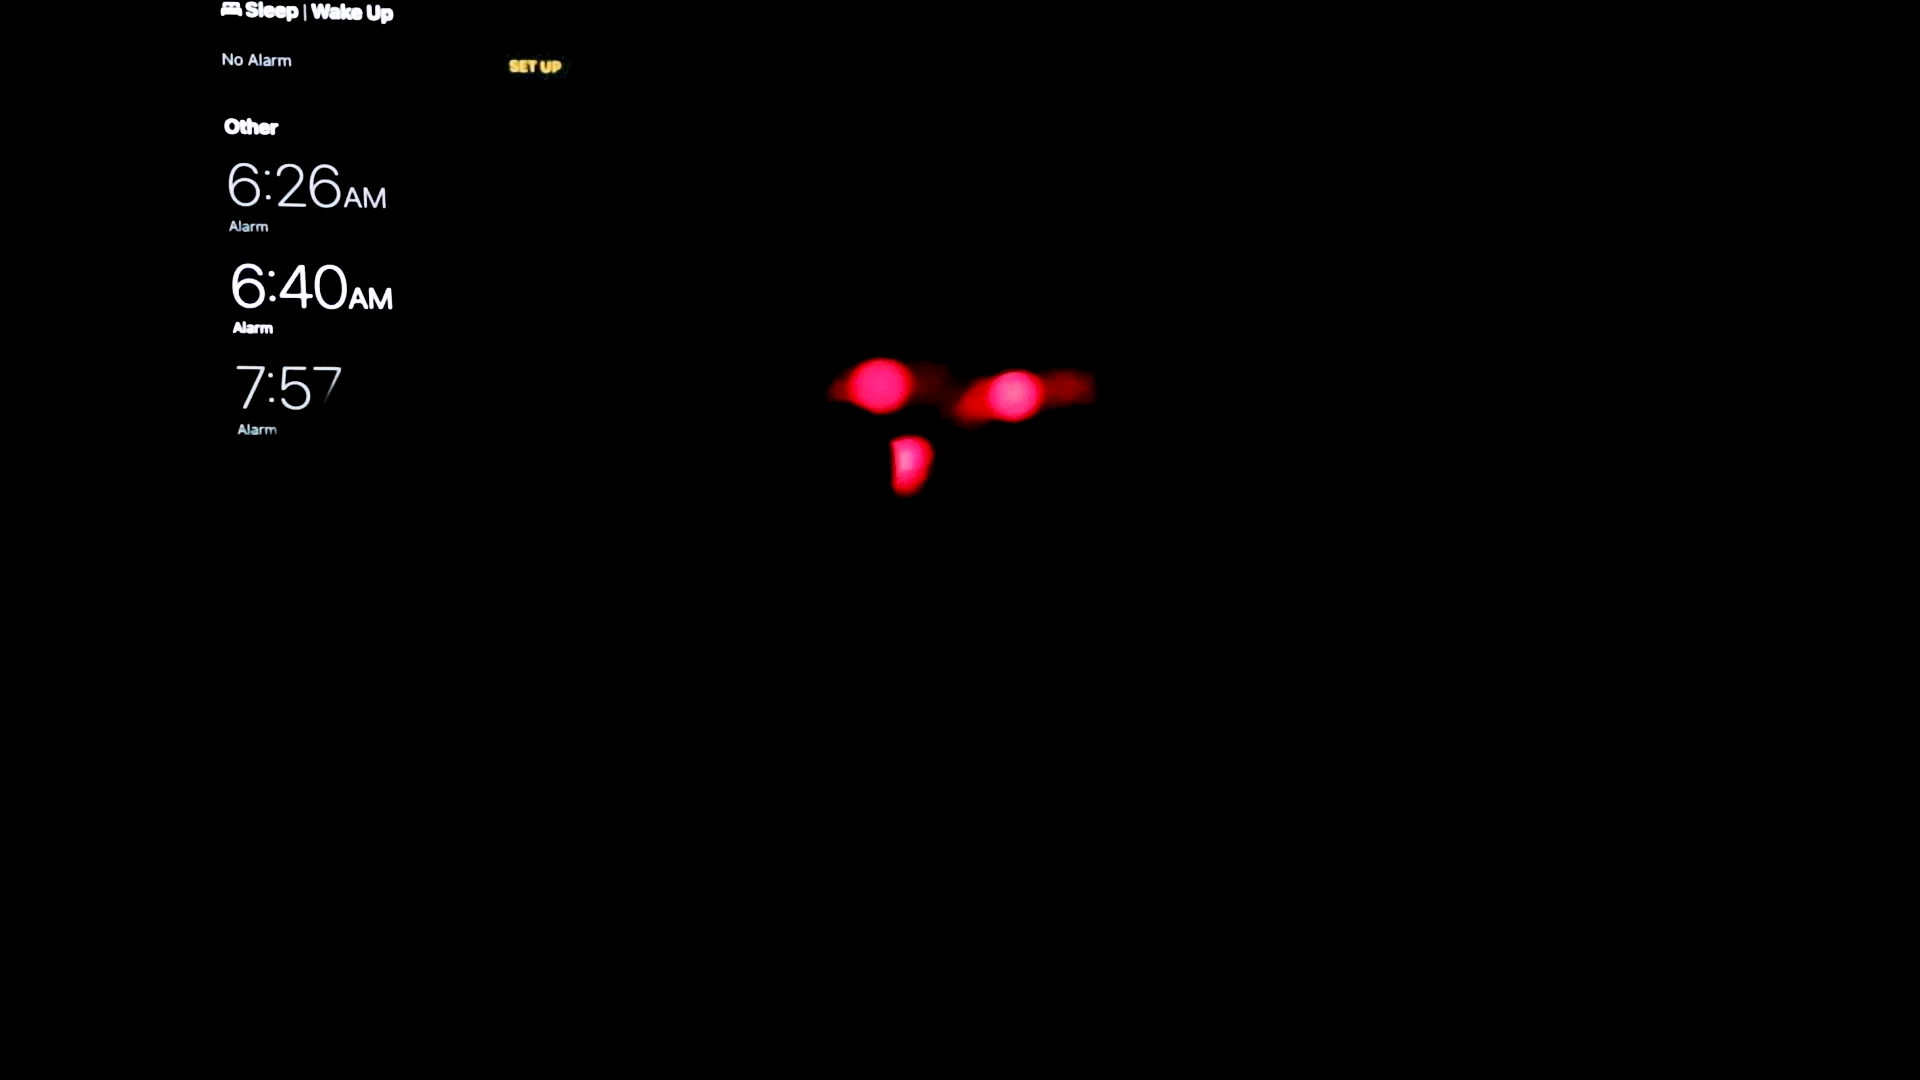 Sleep | Wake Up
No Alarm
SET UP
Other
6:26AM
Alarm
6:40AM
Alarm
7:57
Alarm